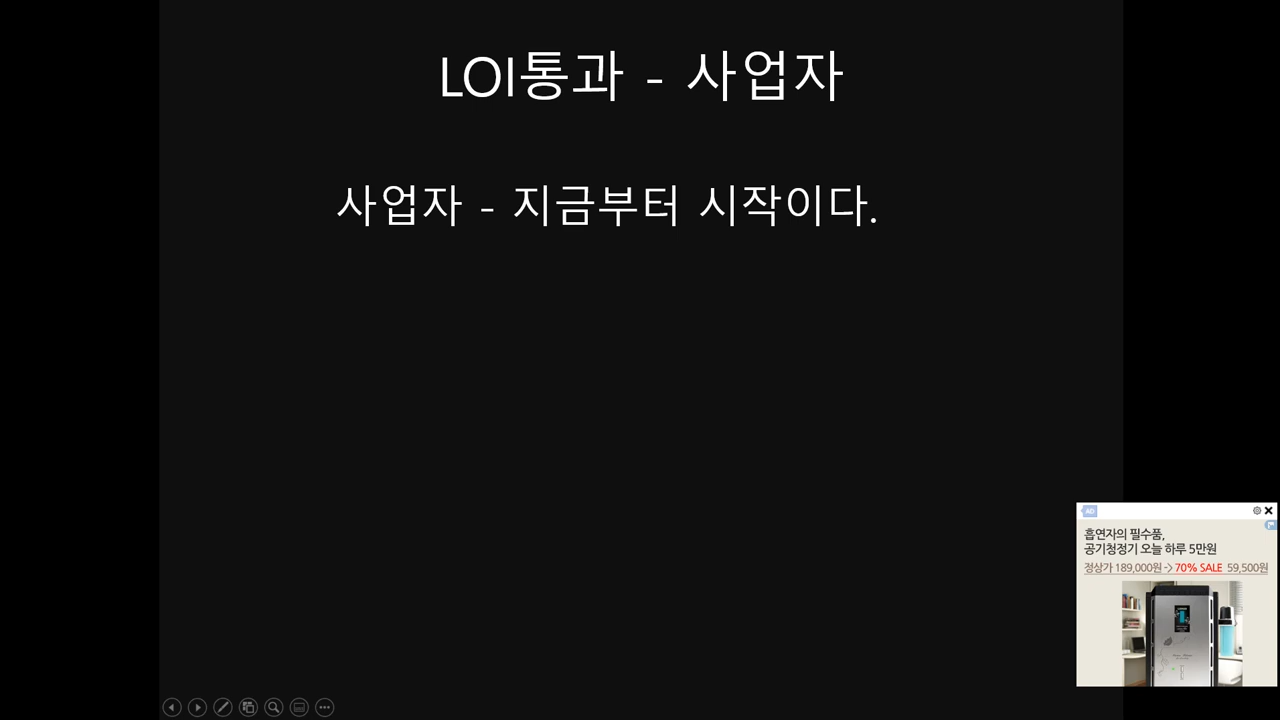 LOI통과 - 사업자
사업자 - 지금부터 시작이다.
AD
흡연자의 필수품,
공기청정기 오늘 하루 5만원
정상가 189,000원 -> 70% SALE 59,500원